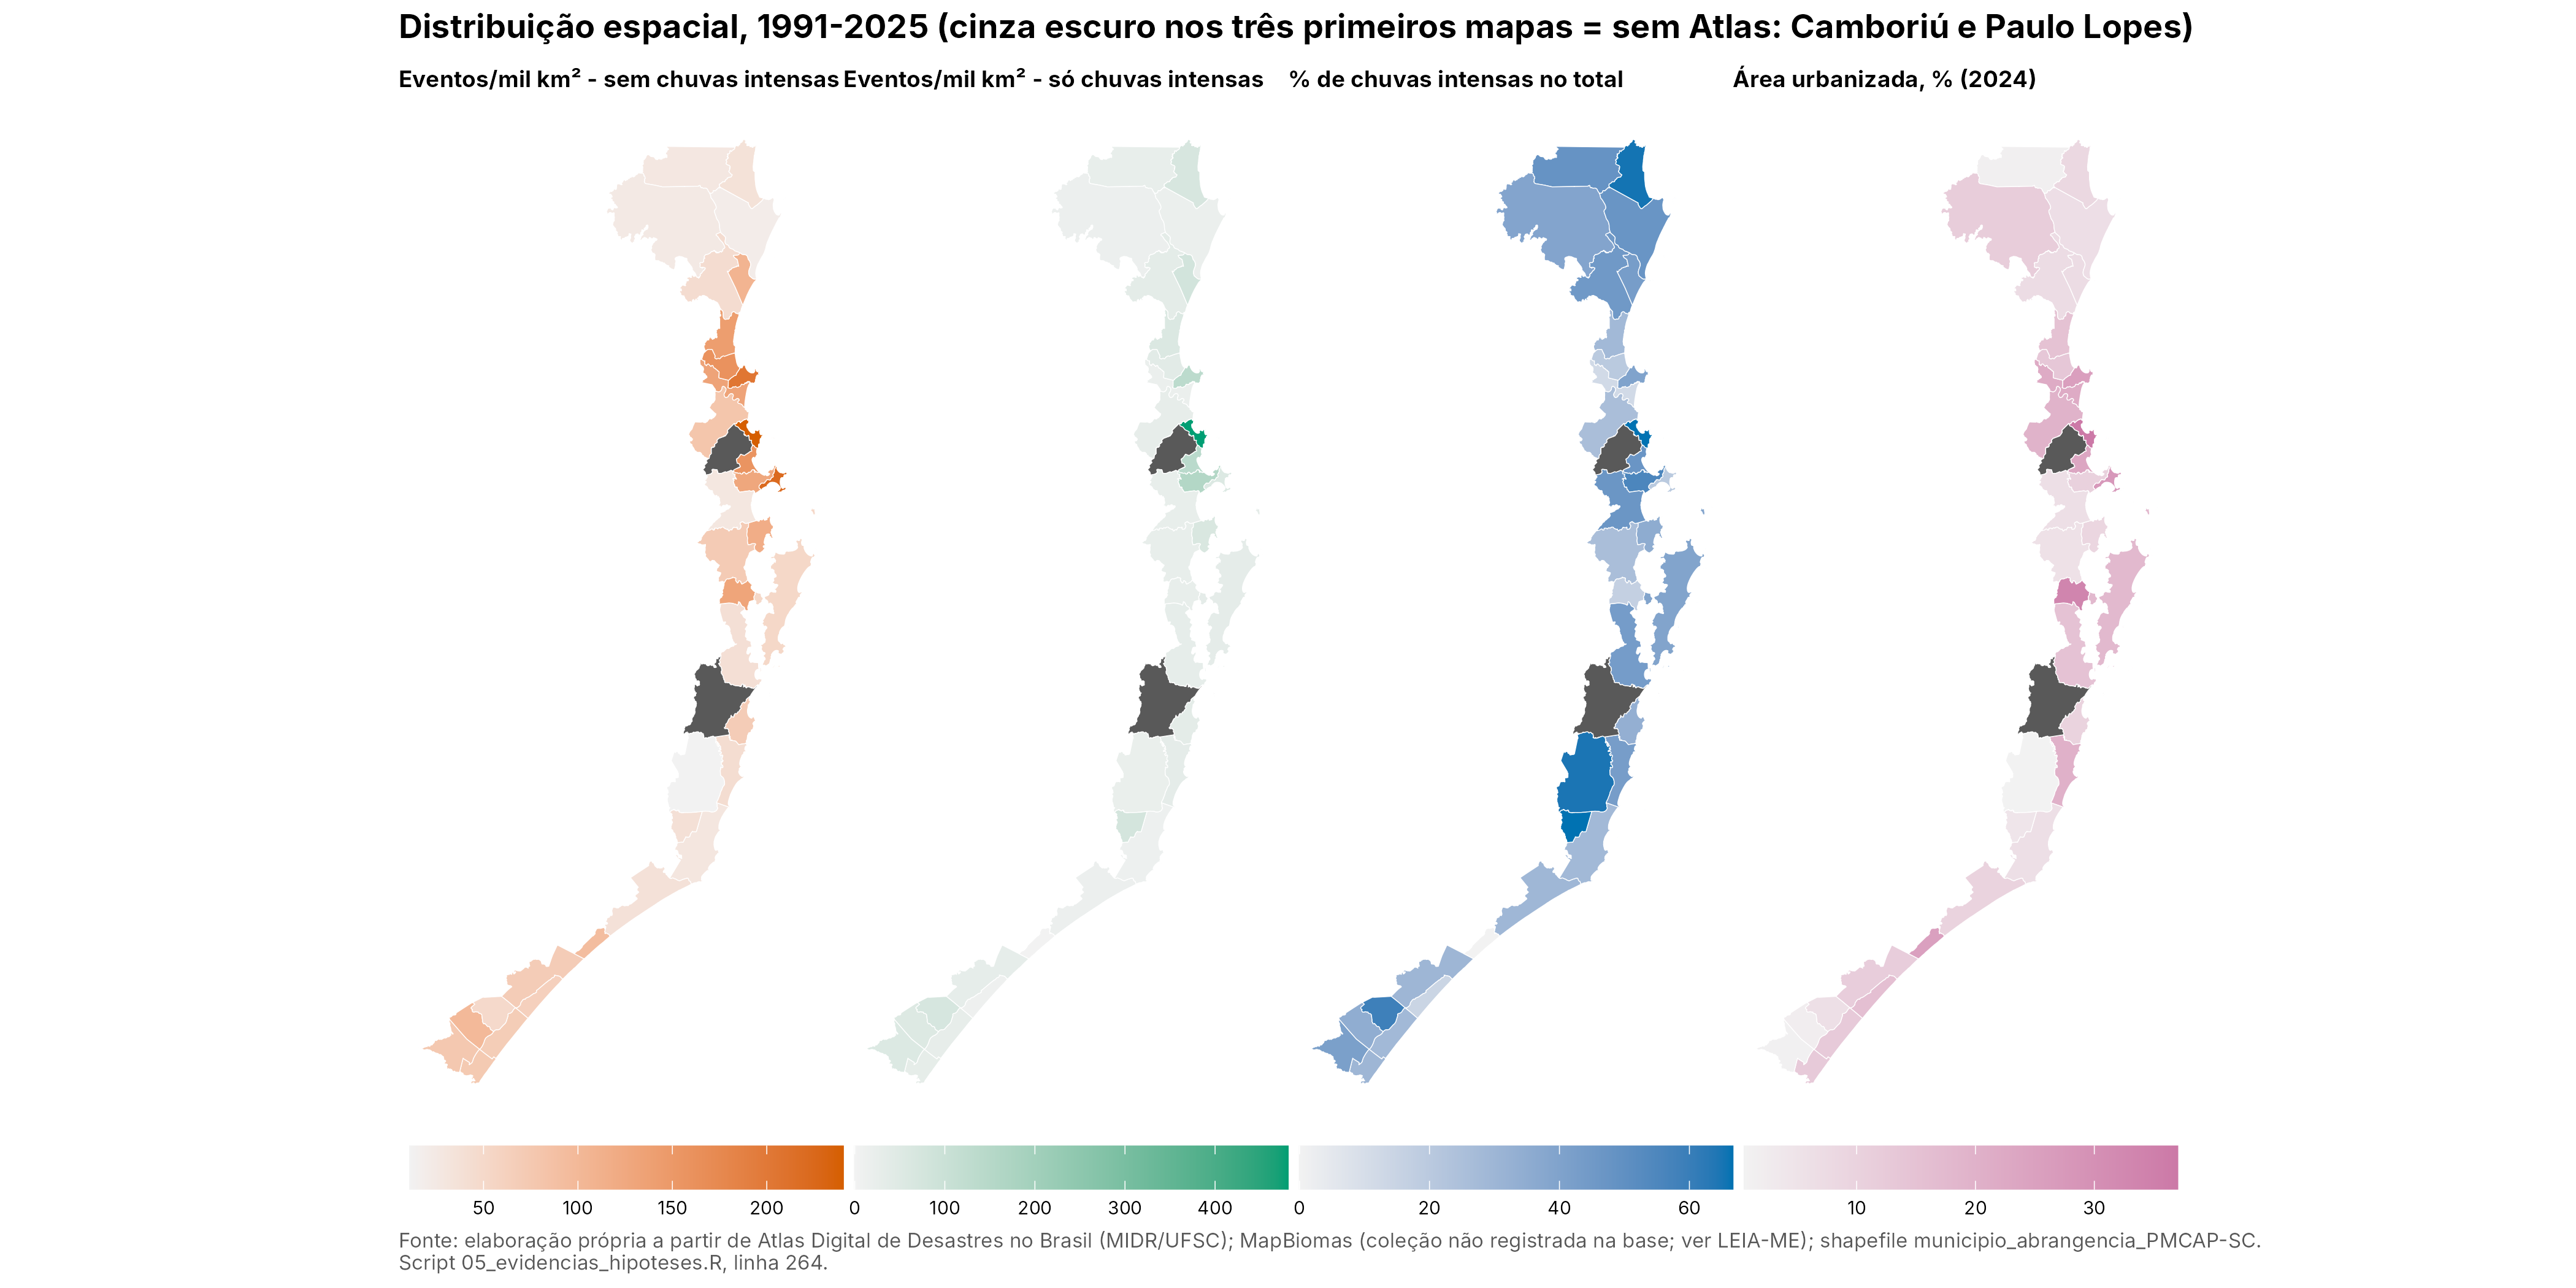 Distribuição espacial, 1991-2025 (cinza escuro nos três primeiros mapas = sem Atlas: Camboriú e Paulo Lopes)
Eventos/mil km² - sem chuvas intensas
Eventos/mil km² - só chuvas intensas
% de chuvas intensas no total
Área urbanizada, % (2024)
50 100 150 200
0 100 200 300 400
0 20 40 60
10 20 30
Fonte: elaboração própria a partir de Atlas Digital de Desastres no Brasil (MIDR/UFSC); MapBiomas (coleção não registrada na base; ver LEIA-ME); shapefile municipio_abrangencia_PMCAP-SC.
Script 05_evidencias_hipoteses.R, linha 264.